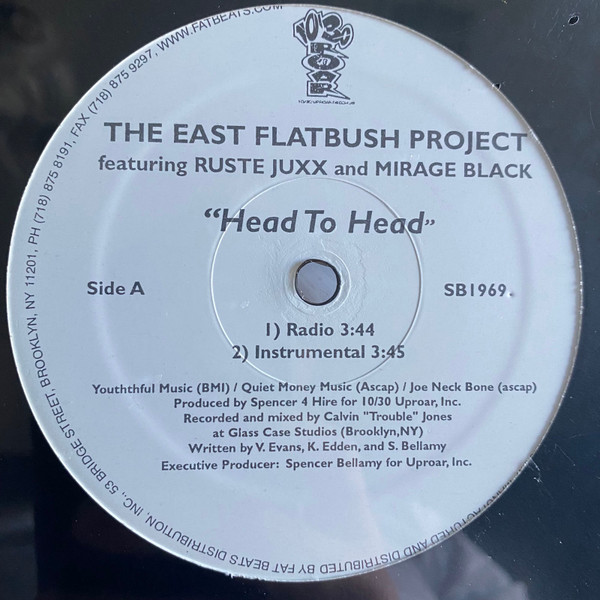 THE EAST FLATBUSH PROJECT
featuring RUSTE JUXX and MIRAGE BLACK
“Head To Head”
Side A
SB1969.
1) Radio 3:44
2) Instrumental 3:45
Youththful Music (BMI) / Quiet Money Music (Ascap) / Joe Neck Bone (ascap)
Produced by Spencer 4 Hire for 10/30 Uproar, Inc.
Recorded and mixed by Calvin "Trouble" Jones
at Glass Case Studios (Brooklyn,NY)
Written by V. Evans, K. Edden, and S. Bellamy
Executive Producer: Spencer Bellamy for Uproar, Inc.
AND DISTRIBUTED BY FAT BEATS DISTRIBUTION, INC., 53 BRIDGE STREET, BROOKLYN, NY 11201, PH (718) 875 8191, FAX (718) 875 9297, WWW.FATBEATS.COM